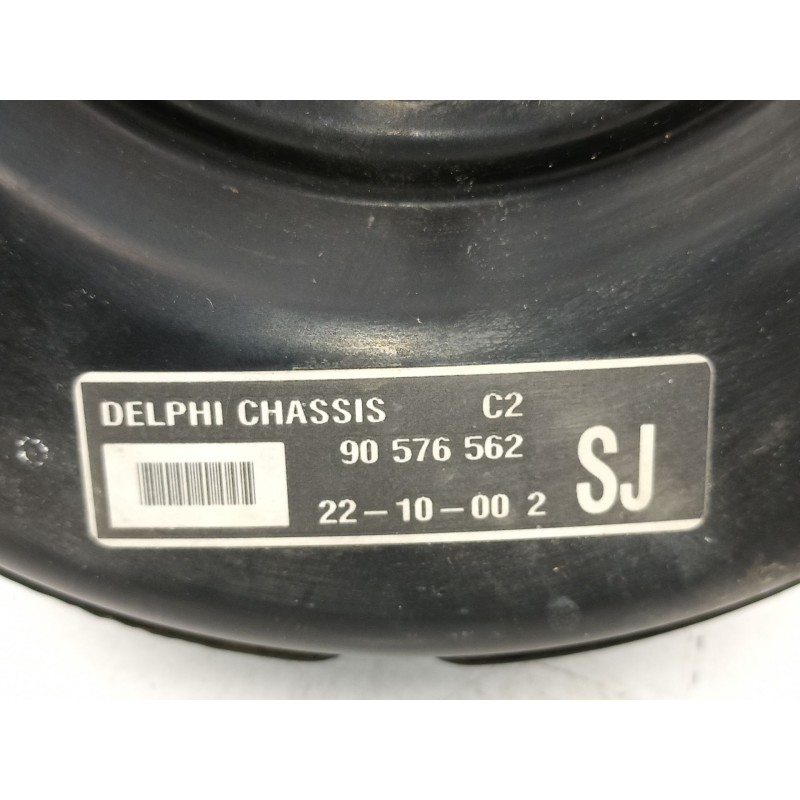 DELPHI CHASSIS C2
90 576 562
22-10-00 2
SJ